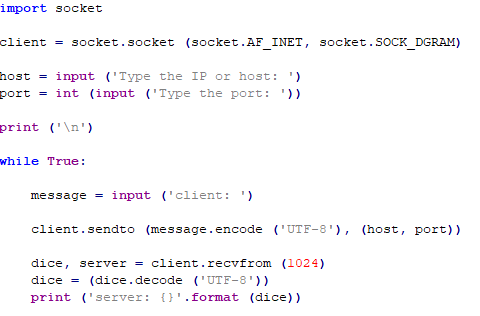 import socket
client = socket.socket (socket.AF_INET, socket.SOCK_DGRAM)
host = input ('Type the IP or host: ')
port = int (input ('Type the port: '))
print ('\n')
while True:
    message = input ('client: ')
    client.sendto (message.encode ('UTF-8'), (host, port))
    dice, server = client.recvfrom (1024)
    dice = (dice.decode ('UTF-8'))
    print ('server: {}'.format (dice))